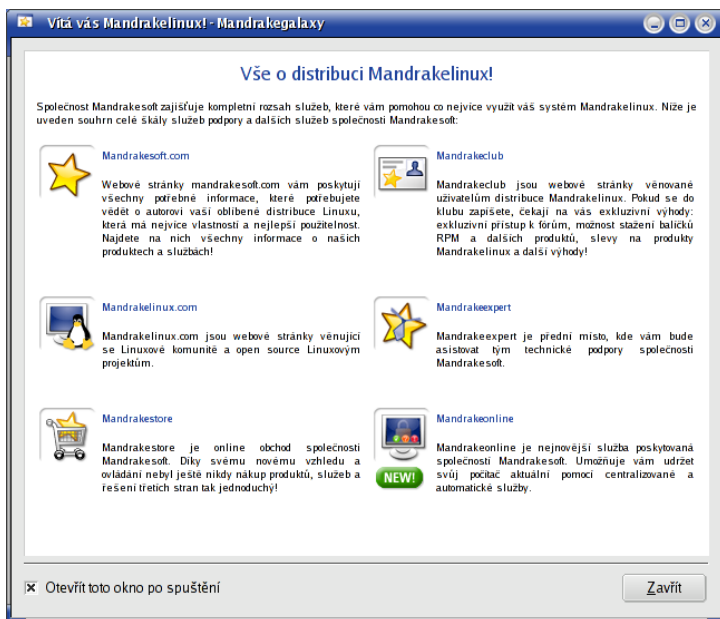 Vítá vás Mandrakelinux! - Mandrakegalaxy
Vše o distribuci Mandrakelinux!
Společnost Mandrakesoft zajišťuje kompletní rozsah služeb, které vám pomohou co nejvíce využít váš systém Mandrakelinux. Níže je
uveden souhrn celé škály služeb podpory a dalších služeb společnosti Mandrakesoft:
Mandrakesoft.com
Webové stránky mandrakesoft.com vám poskytují
všechny potřebné informace, které potřebujete
vědět o autorovi vaší oblíbené distribuce Linuxu,
která má nejvíce vlastností a nejlepší použitelnost.
Najdete na nich všechny informace o našich
produktech a službách!
Mandrakeclub
Mandrakeclub jsou webové stránky věnované
uživatelům distribuce Mandrakelinux. Pokud se do
klubu zapíšete, čekají na vás exkluzivní výhody:
exkluzivní přístup k fórům, možnost stažení balíčků
RPM a dalších produktů, slevy na produkty
Mandrakelinux a další výhody!
Mandrakelinux.com
Mandrakelinux.com jsou webové stránky věnující
se Linuxové komunitě a open source Linuxovým
projektům.
Mandrakeexpert
Mandrakeexpert je přední místo, kde vám bude
asistovat tým technické podpory společnosti
Mandrakesoft.
Mandrakestore
Mandrakestore je online obchod společnosti
Mandrakesoft. Díky svému novému vzhledu a
ovládání nebyl ještě nikdy nákup produktů, služeb a
řešení třetích stran tak jednoduchý!
Mandrakeonline
NEW!
Mandrakeonline je nejnovější služba poskytovaná
společností Mandrakesoft. Umožňuje vám udržet
svůj počítač aktuální pomocí centralizované a
automatické služby.
Otevřít toto okno po spuštění
Zavřít